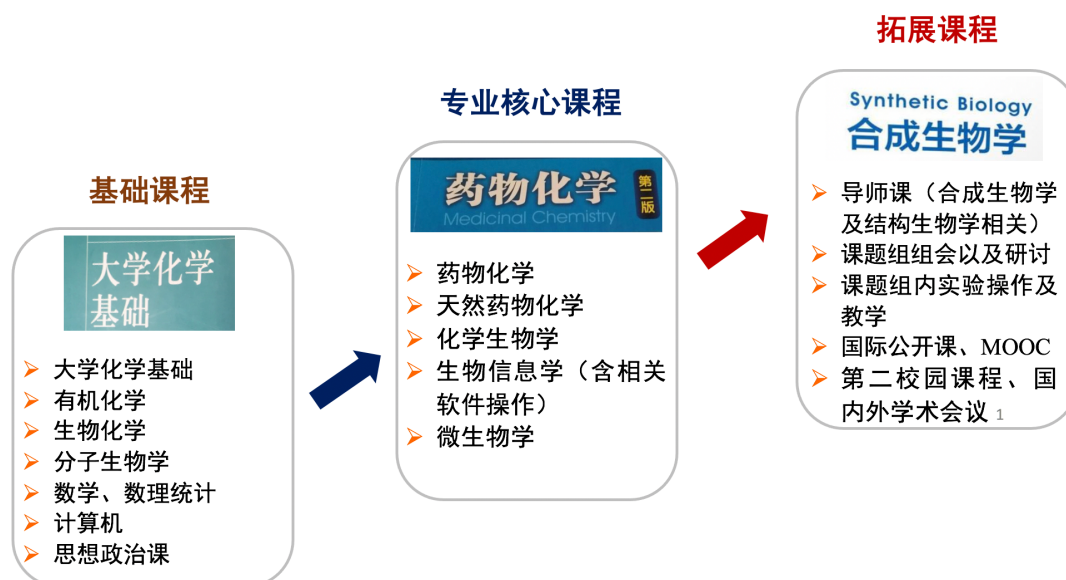 拓展课程
Synthetic Biology
合成生物学
导师课（合成生物学
及结构生物学相关）
课题组组会以及研讨
课题组内实验操作及
教学
国际公开课、MOOC
第二校园课程、国
内外学术会议 1
专业核心课程
药物化学
第二版
Medicinal Chemistry
药物化学
天然药物化学
化学生物学
生物信息学（含相关
软件操作）
微生物学
基础课程
大学化学
基础
大学化学基础
有机化学
生物化学
分子生物学
数学、数理统计
计算机
思想政治课